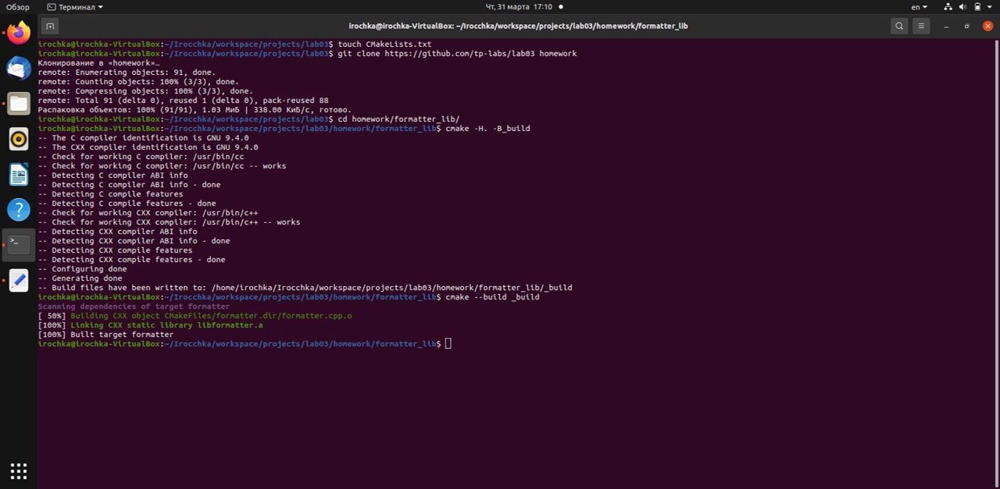 Обзор
Терминал
Чт, 31 марта 17:10
en
irochka@irochka-VirtualBox: ~/Irocchka/workspace/projects/lab03/homework/formatter_lib
irochka@irochka-VirtualBox:~/Irocchka/workspace/projects/lab03$ touch CMakeLists.txt
irochka@irochka-VirtualBox:~/Irocchka/workspace/projects/lab03$ git clone https://github.com/tp-labs/lab03 homework
Клонирование в «homework»…
remote: Enumerating objects: 91, done.
remote: Counting objects: 100% (3/3), done.
remote: Compressing objects: 100% (3/3), done.
remote: Total 91 (delta 0), reused 1 (delta 0), pack-reused 88
Распаковка объектов: 100% (91/91), 1.03 МиБ | 338.00 КиБ/с, готово.
irochka@irochka-VirtualBox:~/Irocchka/workspace/projects/lab03$ cd homework/formatter_lib/
irochka@irochka-VirtualBox:~/Irocchka/workspace/projects/lab03/homework/formatter_lib$ cmake -H. -B_build
-- The C compiler identification is GNU 9.4.0
-- The CXX compiler identification is GNU 9.4.0
-- Check for working C compiler: /usr/bin/cc
-- Check for working C compiler: /usr/bin/cc -- works
-- Detecting C compiler ABI info
-- Detecting C compiler ABI info - done
-- Detecting C compile features
-- Detecting C compile features - done
-- Check for working CXX compiler: /usr/bin/c++
-- Check for working CXX compiler: /usr/bin/c++ -- works
-- Detecting CXX compiler ABI info
-- Detecting CXX compiler ABI info - done
-- Detecting CXX compile features
-- Detecting CXX compile features - done
-- Configuring done
-- Generating done
-- Build files have been written to: /home/irochka/Irocchka/workspace/projects/lab03/homework/formatter_lib/_build
irochka@irochka-VirtualBox:~/Irocchka/workspace/projects/lab03/homework/formatter_lib$ cmake --build _build
Scanning dependencies of target formatter
[ 50%] Building CXX object CMakeFiles/formatter.dir/formatter.cpp.o
[100%] Linking CXX static library libformatter.a
[100%] Built target formatter
irochka@irochka-VirtualBox:~/Irocchka/workspace/projects/lab03/homework/formatter_lib$